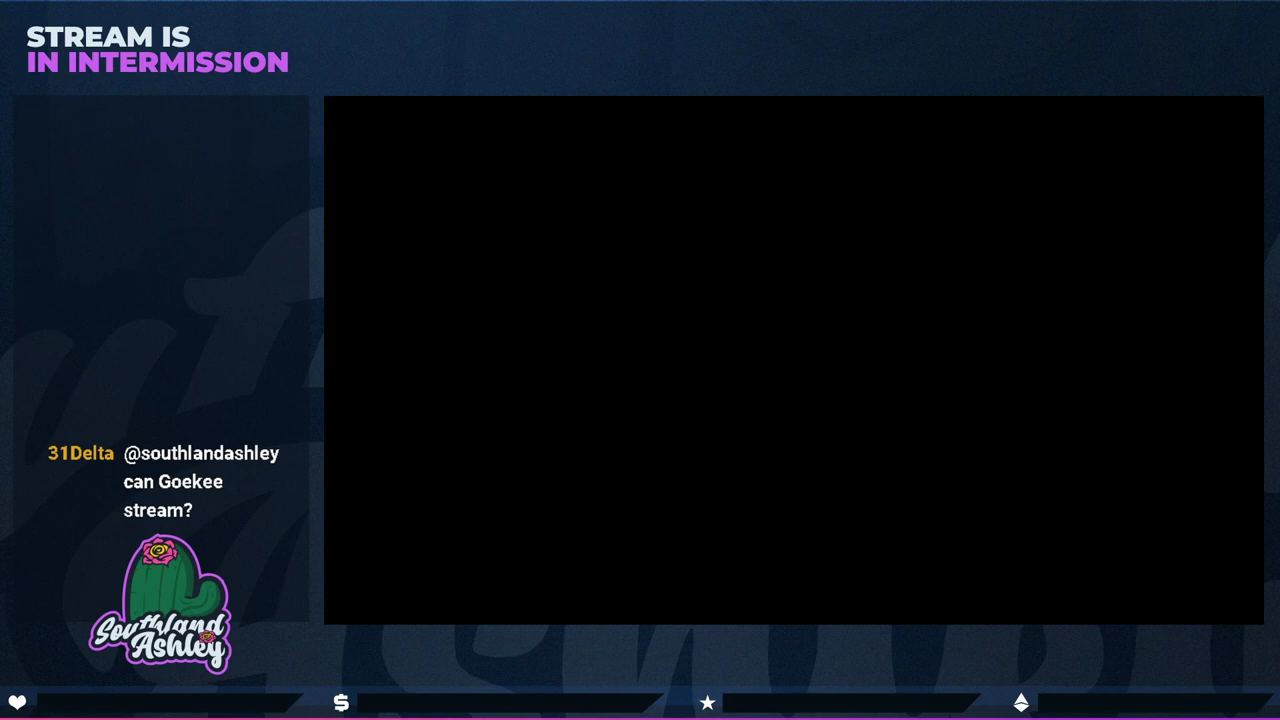 STREAM IS
IN INTERMISSION
31Delta @southlandashley
can Goekee
stream?
Southland
Ashley